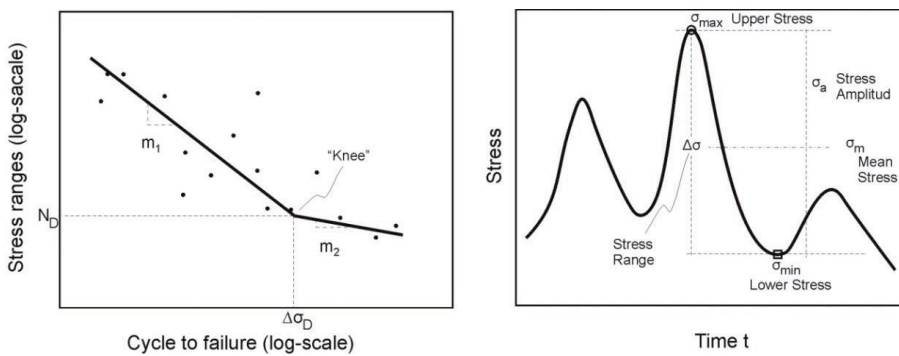 Stress ranges (log-sacale)
m1
"Knee"
ND
m2
ΔσD
Cycle to failure (log-scale)
Stress
σmax Upper Stress
σa Stress
Amplitud
Δσ
σm
Mean
Stress
Stress
Range
σmin
Lower Stress
Time t